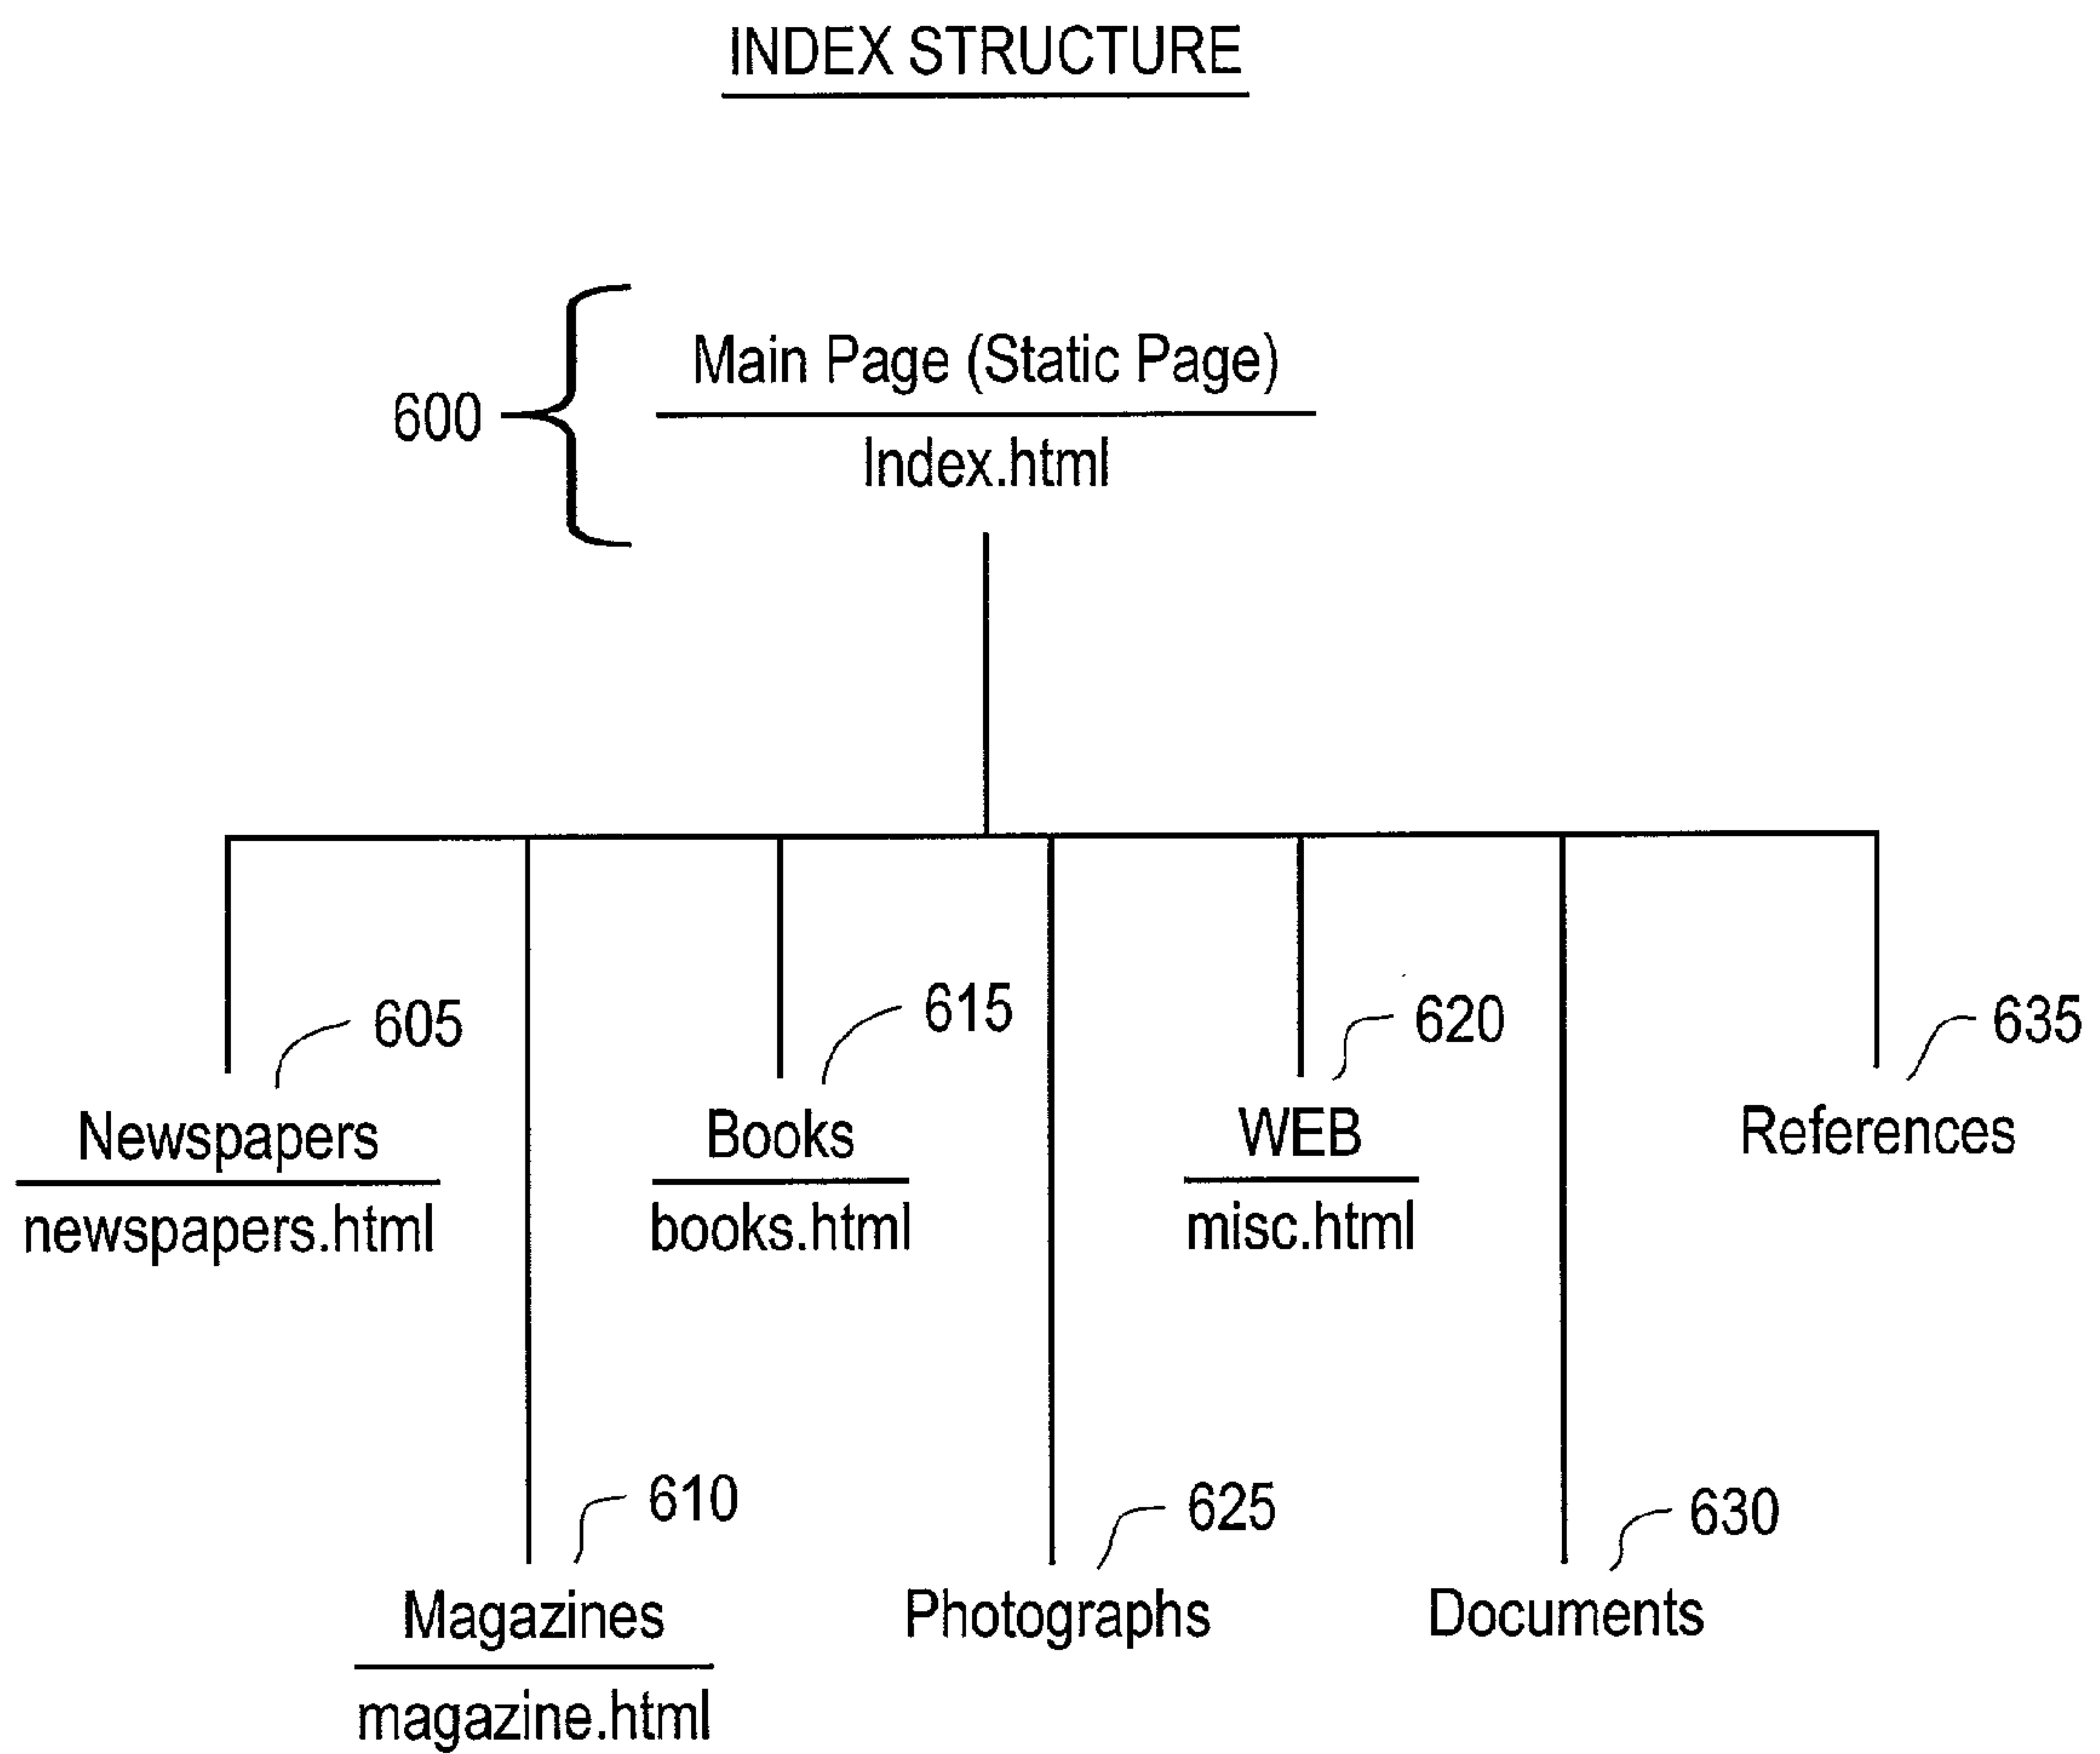 INDEX STRUCTURE
Main Page (Static Page)
600
Index.html
605
615
620
635
Newspapers
newspapers.html
Books
books.html
WEB
misc.html
References
610
625
630
Magazines
magazine.html
Photographs
Documents